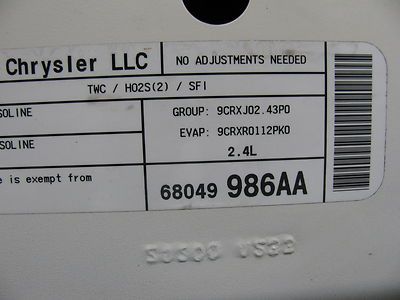 Chrysler LLC
NO ADJUSTMENTS NEEDED
TWC / HO2S(2) / SFI
SOLINE
GROUP: 9CRXJ02.43P0
EVAP: 9CRXR0112PK0
SOLINE
2.4L
e is exempt from
68049 986AA